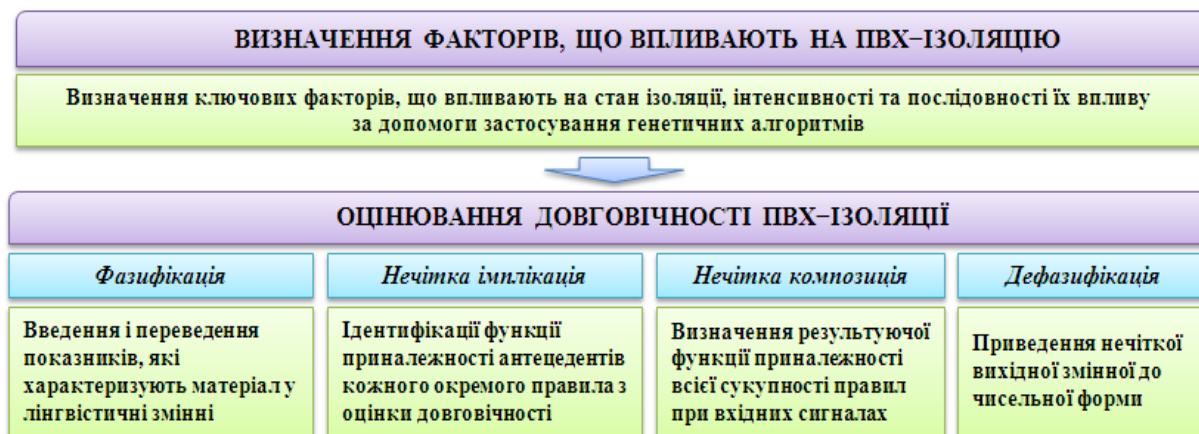 ВИЗНАЧЕННЯ ФАКТОРІВ, ЩО ВПЛИВАЮТЬ НА ПВХ–ІЗОЛЯЦІЮ
Визначення ключових факторів, що впливають на стан ізоляції, інтенсивності та послідовності їх впливу
за допомоги застосування генетичних алгоритмів
ОЦІНЮВАННЯ ДОВГОВІЧНОСТІ ПВХ–ІЗОЛЯЦІЇ
Фазифікація
Введення і переведення
показників, які
характеризують матеріал у
лінгвістичні змінні
Нечітка імплікація
Ідентифікації функції
приналежності антецедентів
кожного окремого правила з
оцінки довговічності
Нечітка композиція
Визначення результуючої
функції приналежності
всієї сукупності правил
при вхідних сигналах
Дефазифікація
Приведення нечіткої
вихідної змінної до
чисельної форми